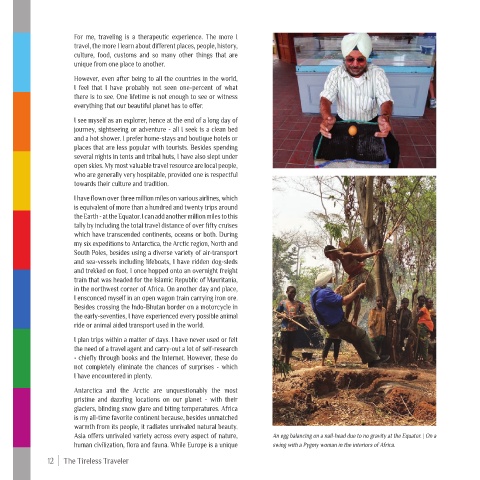 For me, traveling is a therapeutic experience. The more I
travel, the more I learn about different places, people, history,
culture, food, customs and so many other things that are
unique from one place to another.
However, even after being to all the countries in the world,
I feel that I have probably not seen one-percent of what
there is to see. One lifetime is not enough to see or witness
everything that our beautiful planet has to offer.
I see myself as an explorer, hence at the end of a long day of
journey, sightseeing or adventure - all I seek is a clean bed
and a hot shower. I prefer home-stays and boutique hotels or
places that are less popular with tourists. Besides spending
several nights in tents and tribal huts, I have also slept under
open skies. My most valuable travel resource are local people,
who are generally very hospitable, provided one is respectful
towards their culture and tradition.
I have flown over three million miles on various airlines, which
is equivalent of more than a hundred and twenty trips around
the Earth - at the Equator. I can add another million miles to this
tally by including the total travel distance of over fifty cruises
which have transcended continents, oceans or both. During
my six expeditions to Antarctica, the Arctic region, North and
South Poles, besides using a diverse variety of air-transport
and sea-vessels including lifeboats, I have ridden dog-sleds
and trekked on foot. I once hopped onto an overnight freight
train that was headed for the Islamic Republic of Mauritania,
in the northwest corner of Africa. On another day and place,
I ensconced myself in an open wagon train carrying iron ore.
Besides crossing the Indo-Bhutan border on a motorcycle in
the early-seventies, I have experienced every possible animal
ride or animal aided transport used in the world.
I plan trips within a matter of days. I have never used or felt
the need of a travel agent and carry-out a lot of self-research
- chiefly through books and the Internet. However, these do
not completely eliminate the chances of surprises - which
I have encountered in plenty.
Antarctica and the Arctic are unquestionably the most
pristine and dazzling locations on our planet - with their
glaciers, blinding snow glare and biting temperatures. Africa
is my all-time favorite continent because, besides unmatched
warmth from its people, it radiates unrivaled natural beauty.
Asia offers unrivaled variety across every aspect of nature,
human civilization, flora and fauna. While Europe is a unique
An egg balancing on a nail-head due to no gravity at the Equator. | On a
swing with a Pygmy woman in the interiors of Africa.
12 | The Tireless Traveler